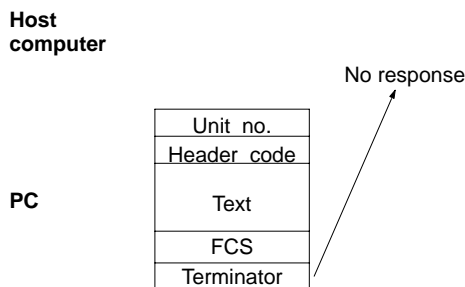 Host
computer
No response
Unit no.
Header code
PC
Text
FCS
Terminator